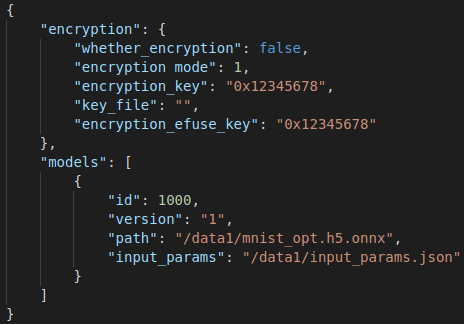 {
    "encryption": {
        "whether_encryption": false,
        "encryption mode": 1,
        "encryption_key": "0x12345678",
        "key_file": "",
        "encryption_efuse_key": "0x12345678"
    },
    "models": [
        {
            "id": 1000,
            "version": "1",
            "path": "/data1/mnist_opt.h5.onnx",
            "input_params": "/data1/input_params.json"
        }
    ]
}